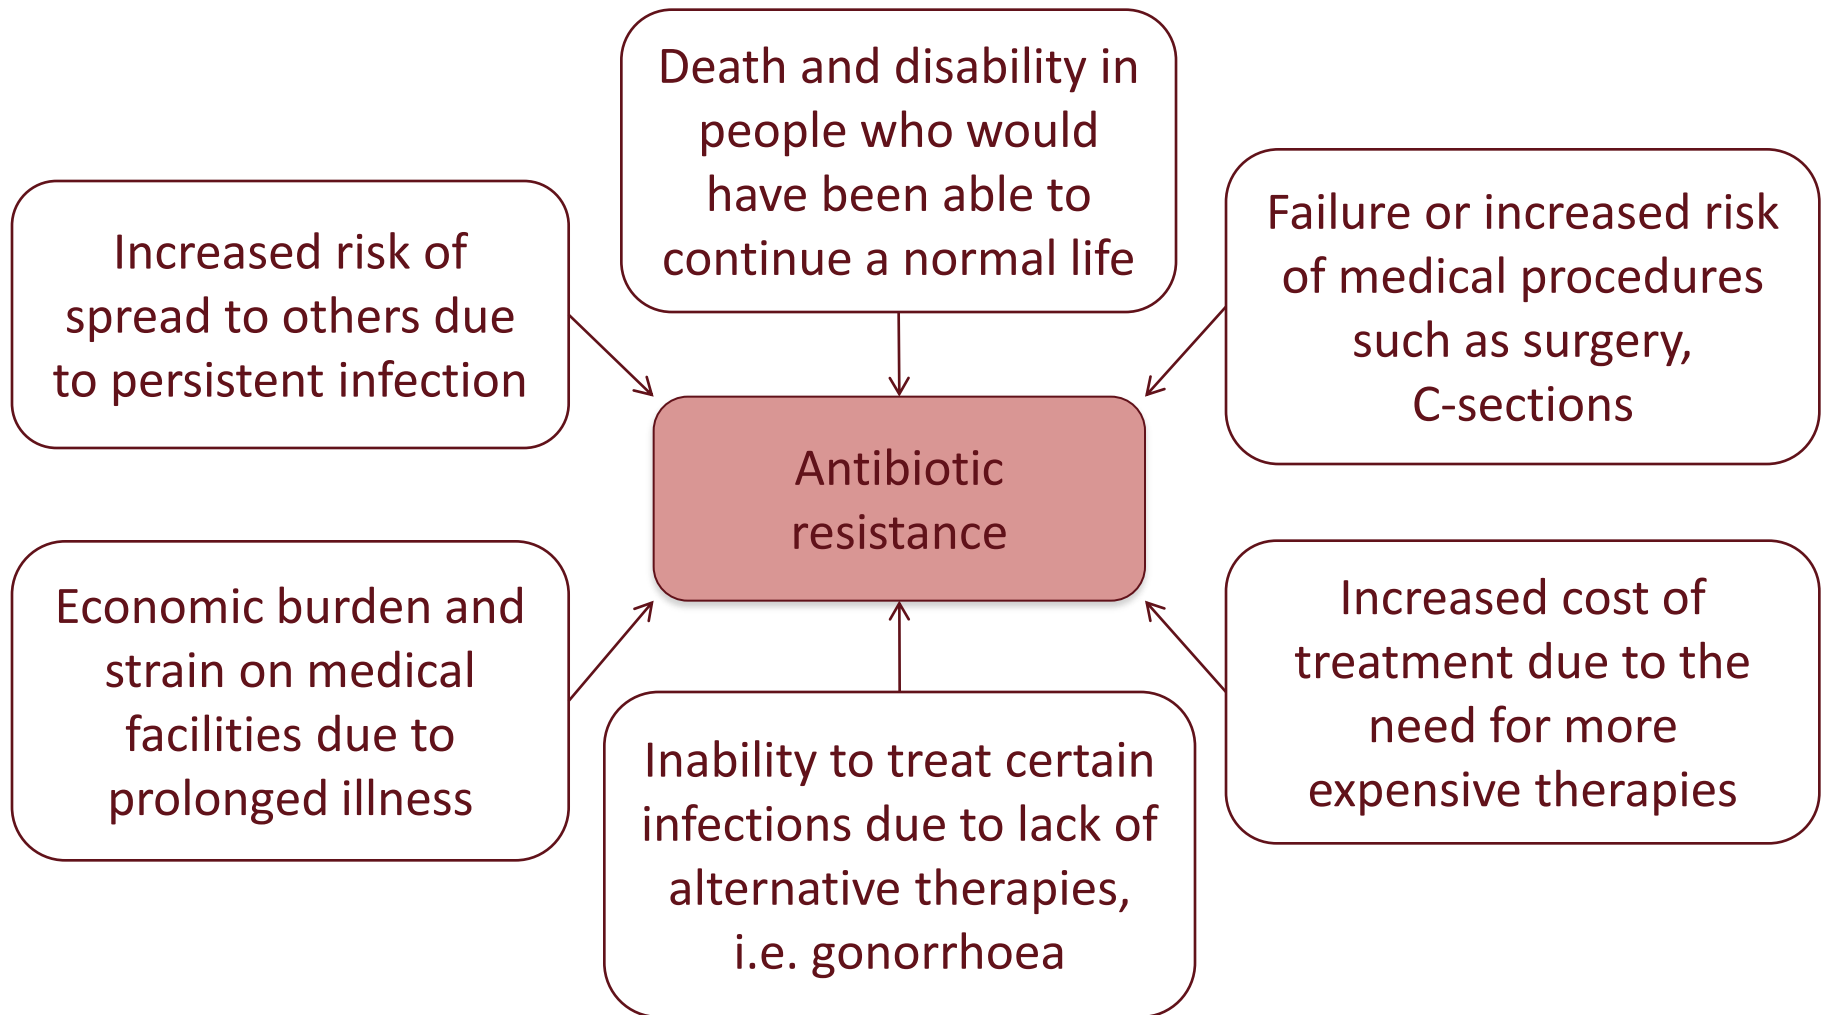 Death and disability in
people who would
have been able to
continue a normal life
Increased risk of
spread to others due
to persistent infection
Failure or increased risk
of medical procedures
such as surgery,
C-sections
Antibiotic
resistance
Economic burden and
strain on medical
facilities due to
prolonged illness
Inability to treat certain
infections due to lack of
alternative therapies,
i.e. gonorrhoea
Increased cost of
treatment due to the
need for more
expensive therapies